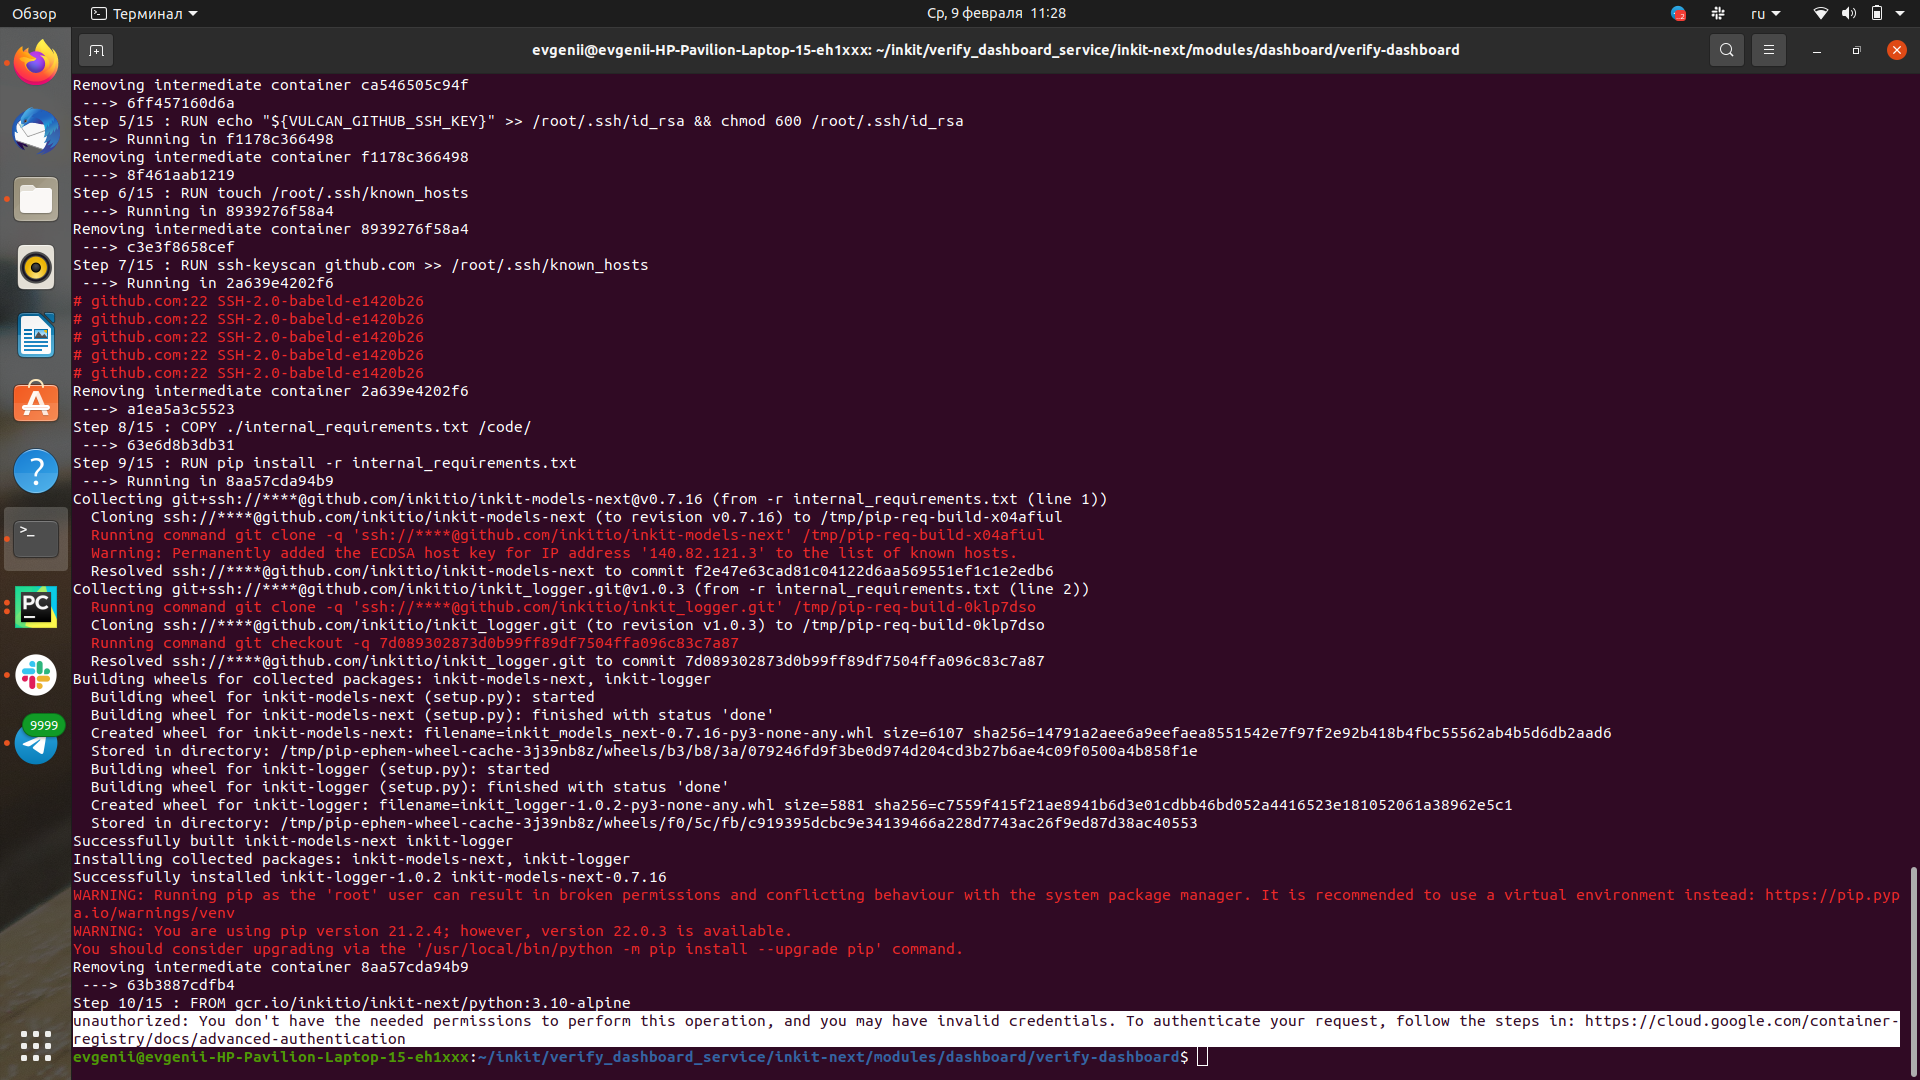 Обзор
Терминал
Ср, 9 февраля 11:28
2
ru
evgenii@evgenii-HP-Pavilion-Laptop-15-eh1xxx: ~/inkit/verify_dashboard_service/inkit-next/modules/dashboard/verify-dashboard
Removing intermediate container ca546505c94f
---> 6ff457160d6a
Step 5/15 : RUN echo "${VULCAN_GITHUB_SSH_KEY}" >> /root/.ssh/id_rsa && chmod 600 /root/.ssh/id_rsa
---> Running in f1178c366498
Removing intermediate container f1178c366498
---> 8f461aab1219
Step 6/15 : RUN touch /root/.ssh/known_hosts
---> Running in 8939276f58a4
Removing intermediate container 8939276f58a4
---> c3e3f8658cef
Step 7/15 : RUN ssh-keyscan github.com >> /root/.ssh/known_hosts
---> Running in 2a639e4202f6
# github.com:22 SSH-2.0-babeld-e1420b26
# github.com:22 SSH-2.0-babeld-e1420b26
# github.com:22 SSH-2.0-babeld-e1420b26
# github.com:22 SSH-2.0-babeld-e1420b26
# github.com:22 SSH-2.0-babeld-e1420b26
Removing intermediate container 2a639e4202f6
---> a1ea5a3c5523
Step 8/15 : COPY ./internal_requirements.txt /code/
---> 63e6d8b3db31
Step 9/15 : RUN pip install -r internal_requirements.txt
---> Running in 8aa57cda94b9
Collecting git+ssh://****@github.com/inkitio/inkit-models-next@v0.7.16 (from -r internal_requirements.txt (line 1))
Cloning ssh://****@github.com/inkitio/inkit-models-next (to revision v0.7.16) to /tmp/pip-req-build-x04afiul
Running command git clone -q 'ssh://****@github.com/inkitio/inkit-models-next' /tmp/pip-req-build-x04afiul
Warning: Permanently added the ECDSA host key for IP address '140.82.121.3' to the list of known hosts.
Resolved ssh://****@github.com/inkitio/inkit-models-next to commit f2e47e63cad81c04122d6aa569551ef1c1e2edb6
Collecting git+ssh://****@github.com/inkitio/inkit_logger.git@v1.0.3 (from -r internal_requirements.txt (line 2))
Running command git clone -q 'ssh://****@github.com/inkitio/inkit_logger.git' /tmp/pip-req-build-0klp7dso
Cloning ssh://****@github.com/inkitio/inkit_logger.git (to revision v1.0.3) to /tmp/pip-req-build-0klp7dso
Running command git checkout -q 7d089302873d0b99ff89df7504ffa096c83c7a87
Resolved ssh://****@github.com/inkitio/inkit_logger.git to commit 7d089302873d0b99ff89df7504ffa096c83c7a87
Building wheels for collected packages: inkit-models-next, inkit-logger
Building wheel for inkit-models-next (setup.py): started
Building wheel for inkit-models-next (setup.py): finished with status 'done'
Created wheel for inkit-models-next: filename=inkit_models_next-0.7.16-py3-none-any.whl size=6107 sha256=14791a2aee6a9eefaea8551542e7f97f2e92b418b4fbc55562ab4b5d6db2aad6
Stored in directory: /tmp/pip-ephem-wheel-cache-3j39nb8z/wheels/b3/b8/3a/079246fd9f3be0d974d204cd3b27b6ae4c09f0500a4b858f1e
Building wheel for inkit-logger (setup.py): started
Building wheel for inkit-logger (setup.py): finished with status 'done'
Created wheel for inkit-logger: filename=inkit_logger-1.0.2-py3-none-any.whl size=5881 sha256=c7559f415f21ae8941b6d3e01cdbb46bd052a4416523e181052061a38962e5c1
Stored in directory: /tmp/pip-ephem-wheel-cache-3j39nb8z/wheels/f0/5c/fb/c919395dcbc9e34139466a228d7743ac26f9ed87d38ac40553
Successfully built inkit-models-next inkit-logger
Installing collected packages: inkit-models-next, inkit-logger
Successfully installed inkit-logger-1.0.2 inkit-models-next-0.7.16
WARNING: Running pip as the 'root' user can result in broken permissions and conflicting behaviour with the system package manager. It is recommended to use a virtual environment instead: https://pip.pyp
a.io/warnings/venv
WARNING: You are using pip version 21.2.4; however, version 22.0.3 is available.
You should consider upgrading via the '/usr/local/bin/python -m pip install --upgrade pip' command.
Removing intermediate container 8aa57cda94b9
---> 63b3887cdfb4
Step 10/15 : FROM gcr.io/inkitio/inkit-next/python:3.10-alpine
unauthorized: You don't have the needed permissions to perform this operation, and you may have invalid credentials. To authenticate your request, follow the steps in: https://cloud.google.com/container-
registry/docs/advanced-authentication
evgenii@evgenii-HP-Pavilion-Laptop-15-eh1xxx:~/inkit/verify_dashboard_service/inkit-next/modules/dashboard/verify-dashboard$
?
>_
PC
9999